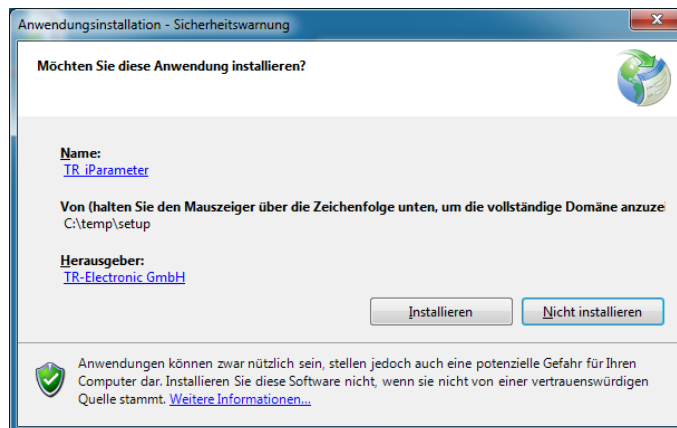 Anwendungsinstallation - Sicherheitswarnung
Möchten Sie diese Anwendung installieren?
Name:
TR iParameter
Von (halten Sie den Mauszeiger über die Zeichenfolge unten, um die vollständige Domäne anzuzei
C:\temp\setup
Herausgeber:
TR-Electronic GmbH
Installieren Nicht installieren
Anwendungen können zwar nützlich sein, stellen jedoch auch eine potenzielle Gefahr für Ihren
Computer dar. Installieren Sie diese Software nicht, wenn sie nicht von einer vertrauenswürdigen
Quelle stammt. Weitere Informationen...